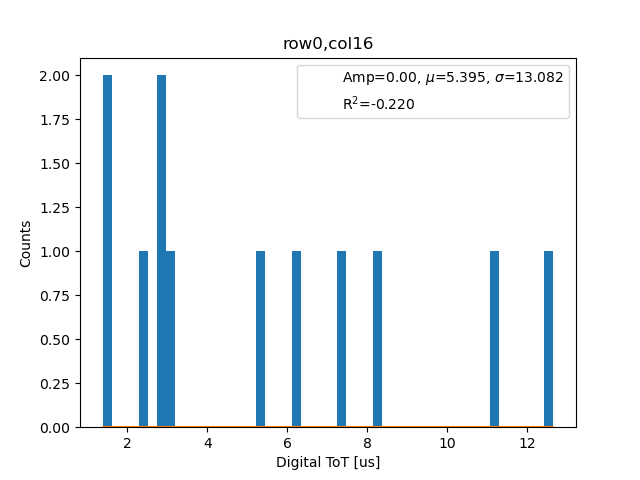 row0,col16
Amp=0.00, μ=5.395, σ=13.082
R²=-0.220
Counts
2.00
1.75
1.50
1.25
1.00
0.75
0.50
0.25
0.00
2 4 6 8 10 12
Digital ToT [us]